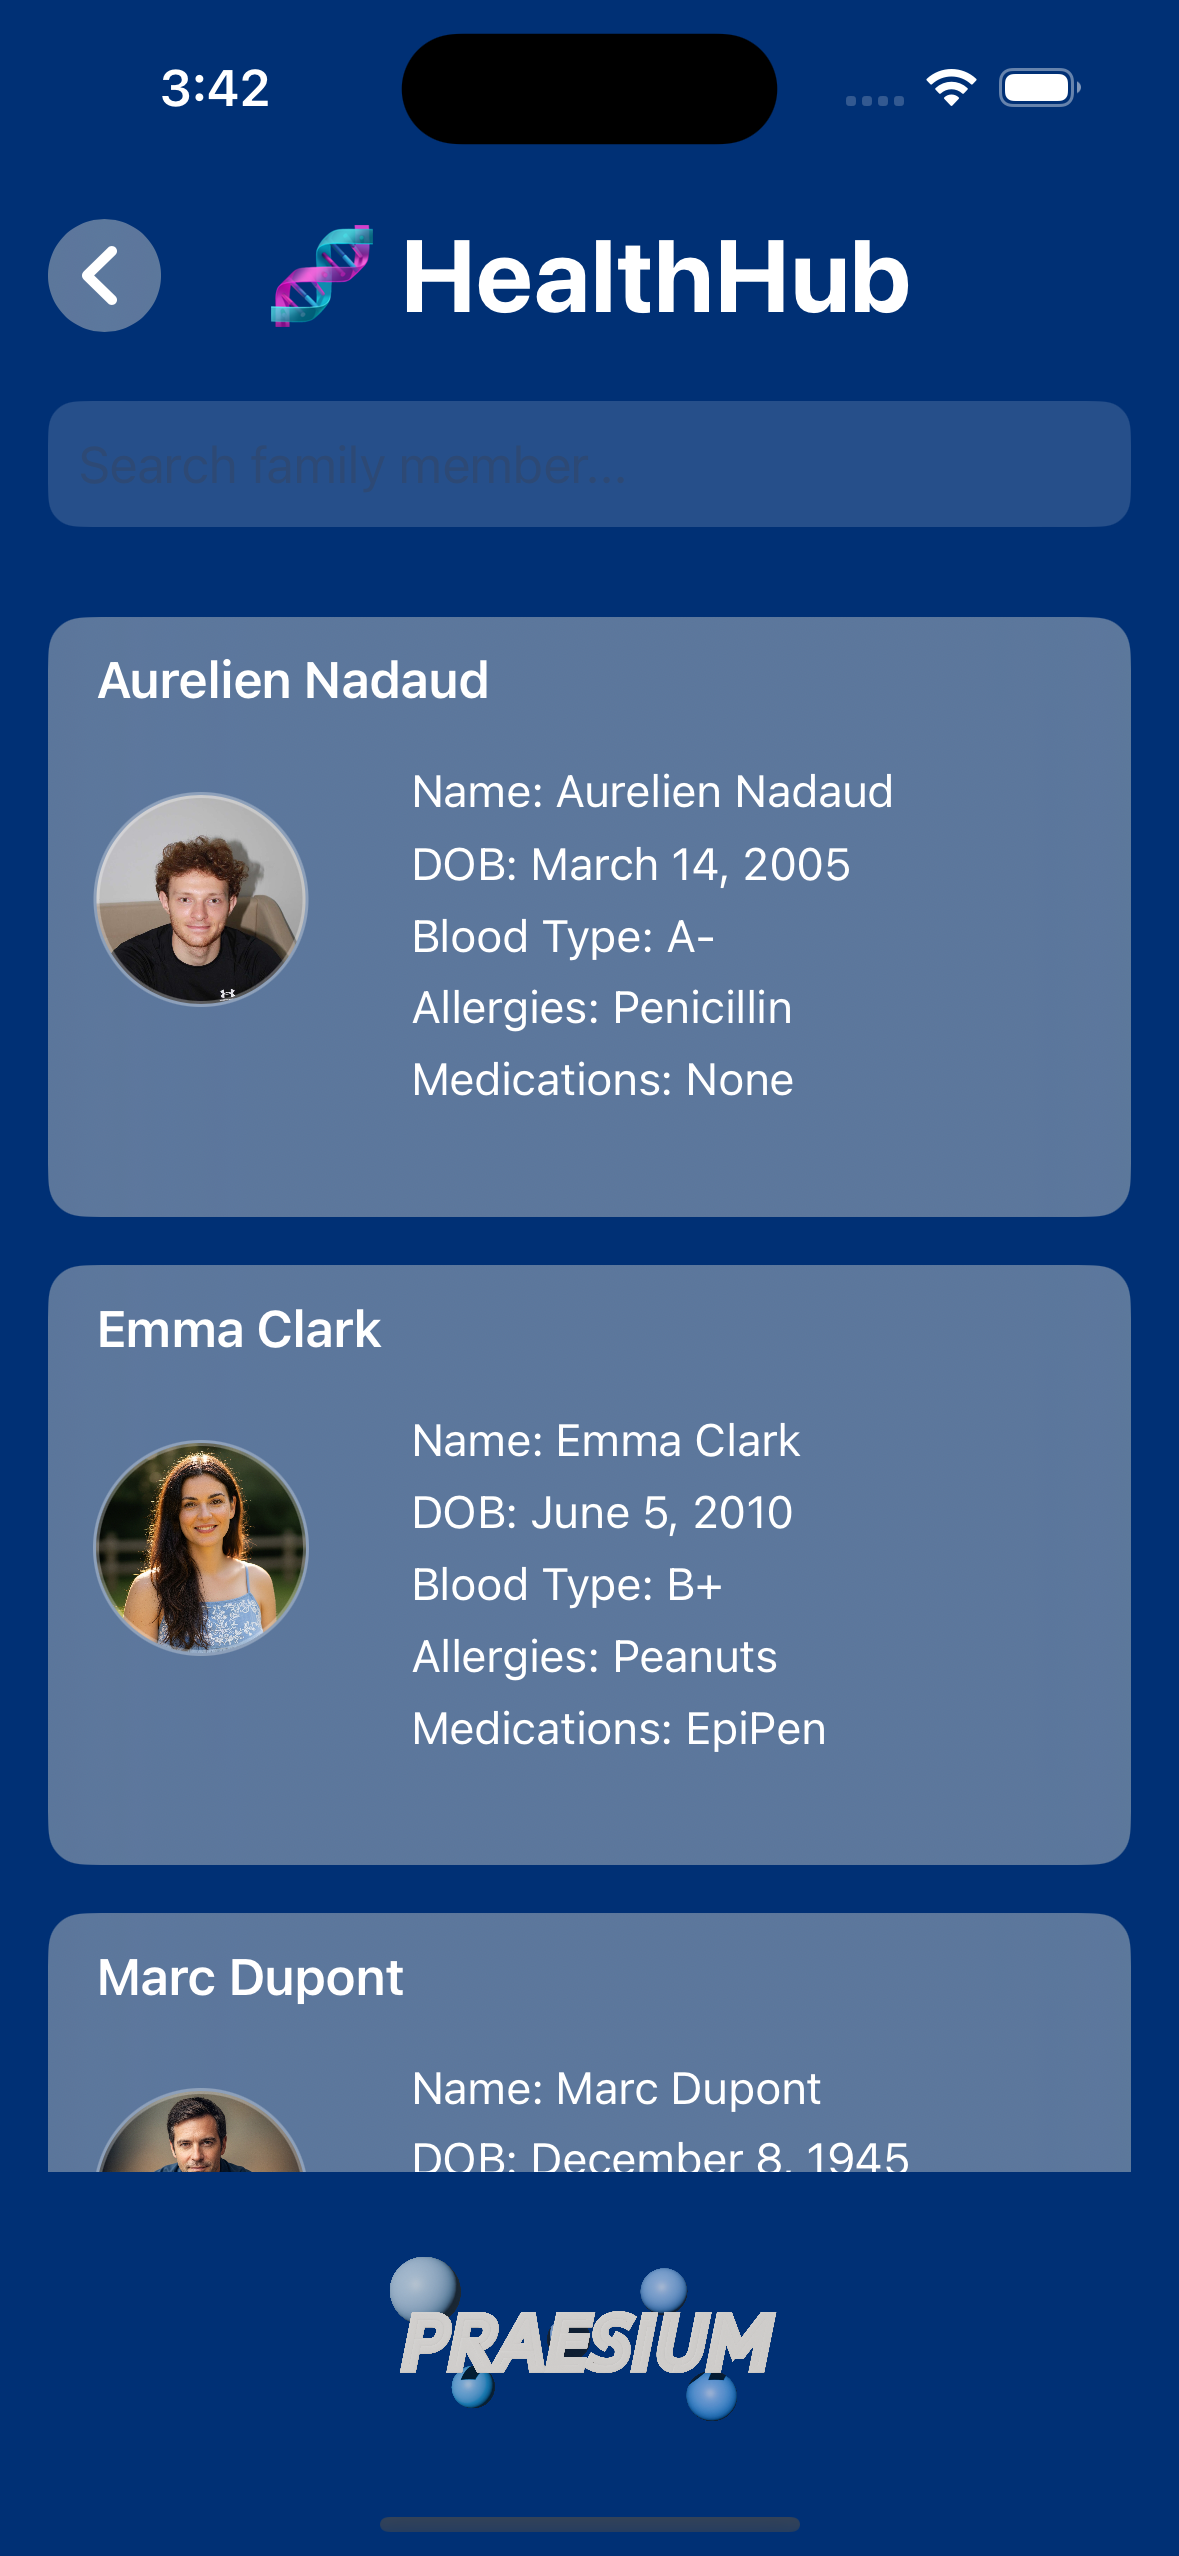 3:42
HealthHub
Search family member...
Aurelien Nadaud
Name: Aurelien Nadaud
DOB: March 14, 2005
Blood Type: A-
Allergies: Penicillin
Medications: None
Emma Clark
Name: Emma Clark
DOB: June 5, 2010
Blood Type: B+
Allergies: Peanuts
Medications: EpiPen
Marc Dupont
Name: Marc Dupont
DOB: December 8, 1945
PRAESIUM